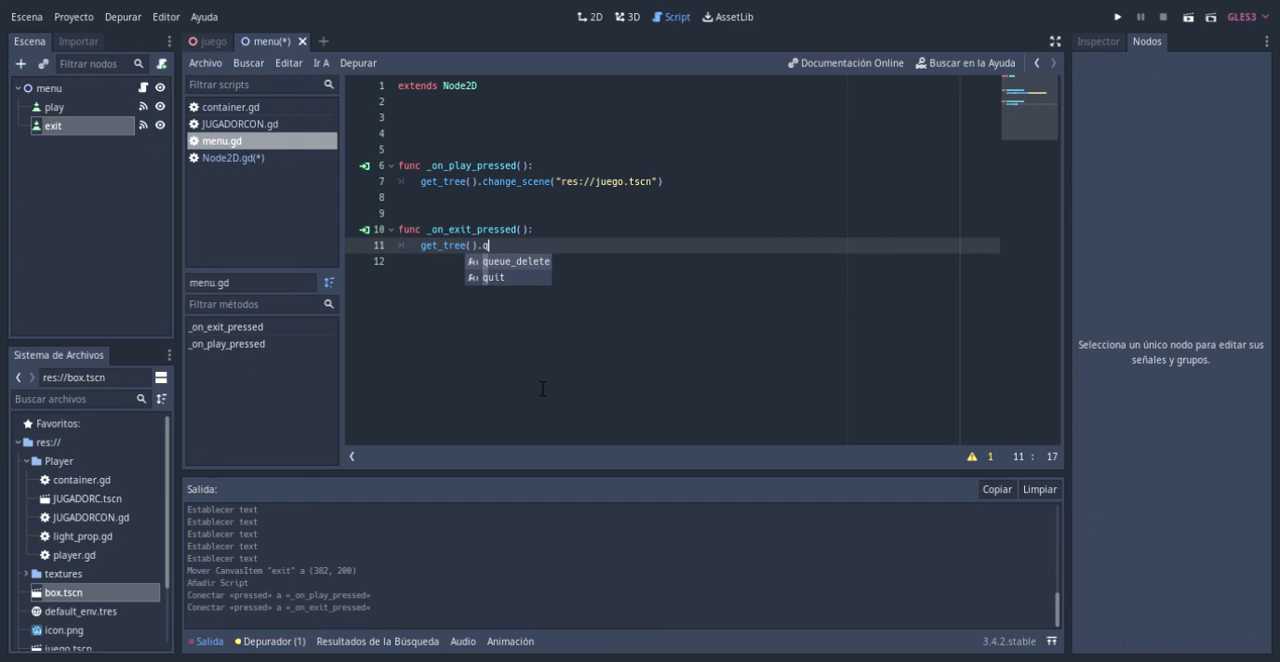 Escena Proyecto Depurar Editor Ayuda
2D 3D Script AssetLib
GLES3
Escena Importar
Filtrar nodos
menu
play
exit
juego menu(*)
Archivo Buscar Editar Ir A Depurar
Documentación Online Buscar en la Ayuda
Filtrar scripts
container.gd
JUGADORCON.gd
menu.gd
Node2D.gd(*)
menu.gd
Filtrar métodos
_on_exit_pressed
_on_play_pressed
1 extends Node2D
2
3
4
5
6 func _on_play_pressed():
7 get_tree().change_scene("res://juego.tscn")
8
9
10 func _on_exit_pressed():
11 get_tree().q
12
queue_delete
quit
1 11 : 17
Sistema de Archivos
res://box.tscn
Buscar archivos
Favoritos:
res://
Player
container.gd
JUGADORC.tscn
JUGADORCON.gd
light_prop.gd
player.gd
textures
box.tscn
default_env.tres
icon.png
juego.tscn
Salida:
Copiar Limpiar
Establecer text
Establecer text
Establecer text
Establecer text
Establecer text
Mover CanvasItem "exit" a (382, 200)
Añadir Script
Conectar «pressed» a «_on_play_pressed»
Conectar «pressed» a «_on_exit_pressed»
Salida Depurador (1) Resultados de la Búsqueda Audio Animación
3.4.2.stable
Inspector Nodos
Selecciona un único nodo para editar sus
señales y grupos.